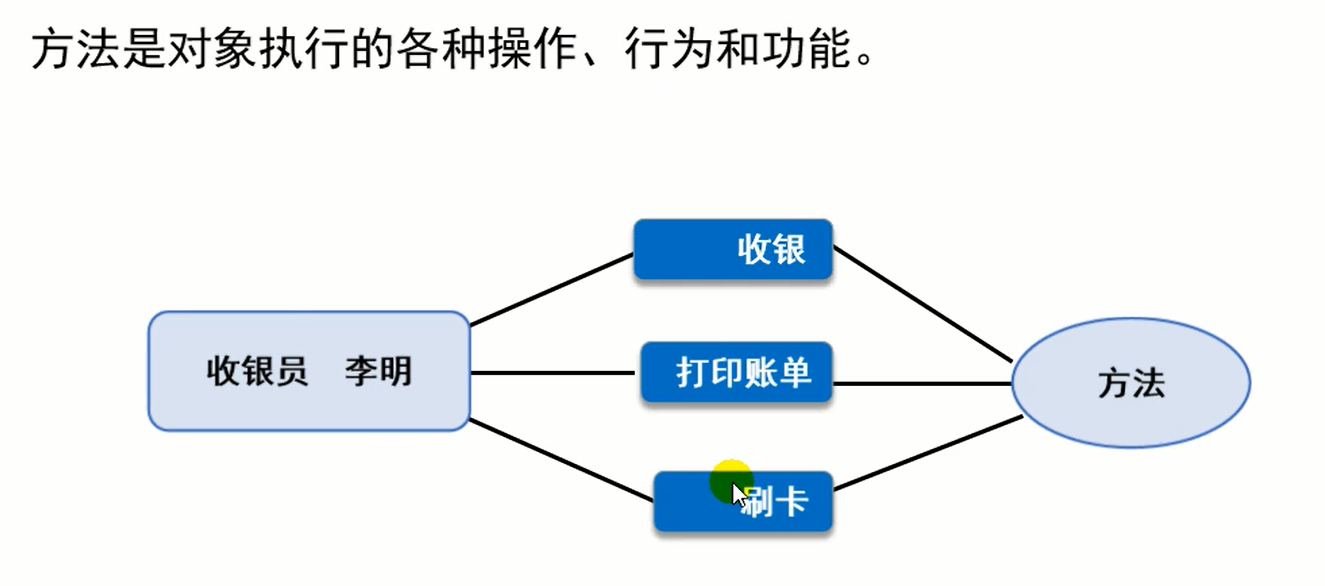 方法是对象执行的各种操作、行为和功能。
收银
收银员 李明
打印账单
方法
刷卡